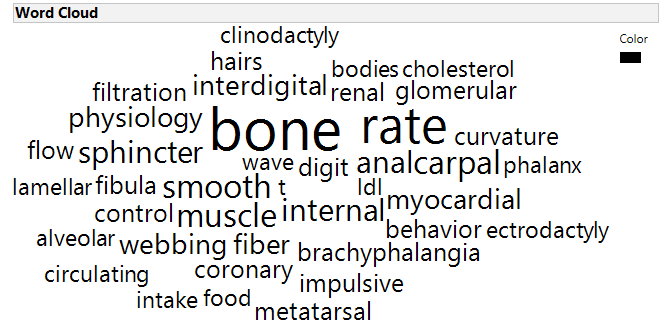 Word Cloud
Color
clinodactyly
hairs
bodies cholesterol
filtration interdigital renal glomerular
physiology bone rate curvature
flow sphincter wave digit anal carpal phalanx
lamellar fibula smooth t ldl myocardial
control muscle internal
alveolar webbing fiber behavior ectrodactyly
brachyphalangia
circulating coronary impulsive
intake food metatarsal